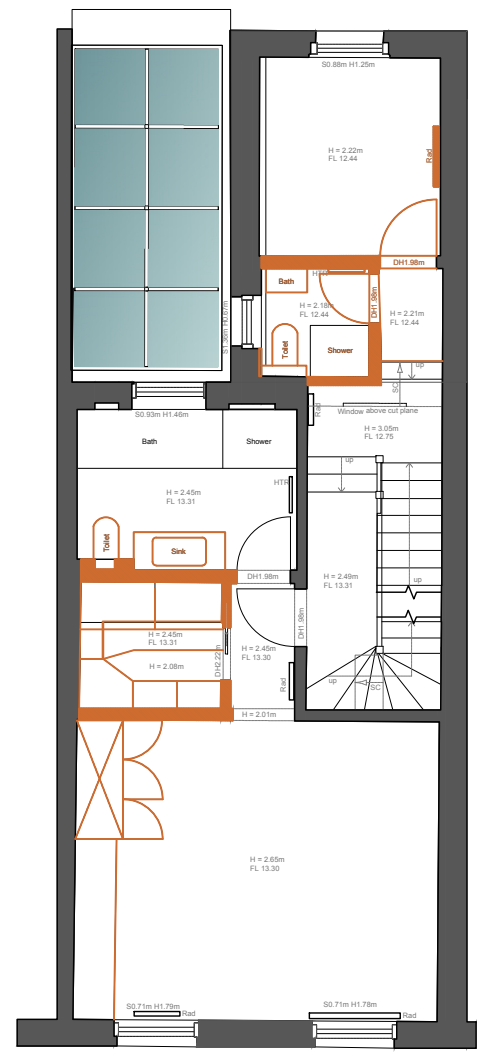 S0.88m H1.25m
H = 2.22m
FL 12.44
Rad
DH1.98m
HTR
Bath
H = 2.18m
FL 12.44
DH1.98m
H = 2.21m
FL 12.44
S1.36m H0.67m
Toilet
Shower
up
SC
Window above cut plane
Rad
S0.93m H1.46m
H = 3.05m
FL 12.75
Bath
Shower
up
HTR
H = 2.45m
FL 13.31
Toilet
Sink
DH1.98m
H = 2.49m
FL 13.31
up
H = 2.45m
FL 13.31
DH1.98m
H = 2.45m
FL 13.30
H = 2.08m
DH2.22m
Rad
up
SC
H = 2.01m
H = 2.65m
FL 13.30
S0.71m H1.79m
Rad
S0.71m H1.78m
Rad